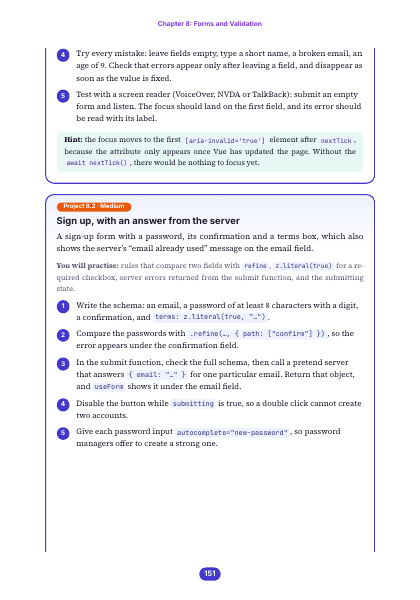 Chapter 8: Forms and Validation
4 Try every mistake: leave fields empty, type a short name, a broken email, an
age of 9. Check that errors appear only after leaving a field, and disappear as
soon as the value is fixed.
5 Test with a screen reader (VoiceOver, NVDA or TalkBack): submit an empty
form and listen. The focus should land on the first field, and its error should
be read with its label.
Hint: the focus moves to the first [aria-invalid='true'] element after nextTick,
because the attribute only appears once Vue has updated the page. Without the
await nextTick(), there would be nothing to focus yet.
Project 8.2 · Medium
Sign up, with an answer from the server
A sign-up form with a password, its confirmation and a terms box, which also
shows the server's “email already used” message on the email field.
You will practise: rules that compare two fields with refine, z.literal(true) for a re-
quired checkbox, server errors returned from the submit function, and the submitting
state.
1 Write the schema: an email, a password of at least 8 characters with a digit,
a confirmation, and terms: z.literal(true, "…").
2 Compare the passwords with .refine(…, { path: ["confirm"] }), so the
error appears under the confirmation field.
3 In the submit function, check the full schema, then call a pretend server
that answers { email: "…" } for one particular email. Return that object,
and useForm shows it under the email field.
4 Disable the button while submitting is true, so a double click cannot create
two accounts.
5 Give each password input autocomplete="new-password", so password
managers offer to create a strong one.
151